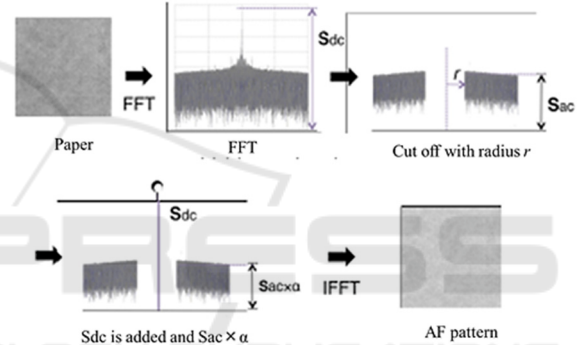 Sdc
r
FFT
Sac
Paper
FFT
Cut off with radius r
Sdc
Sac×α
IFFT
Sdc is added and Sac×α
AF pattern
PRESS